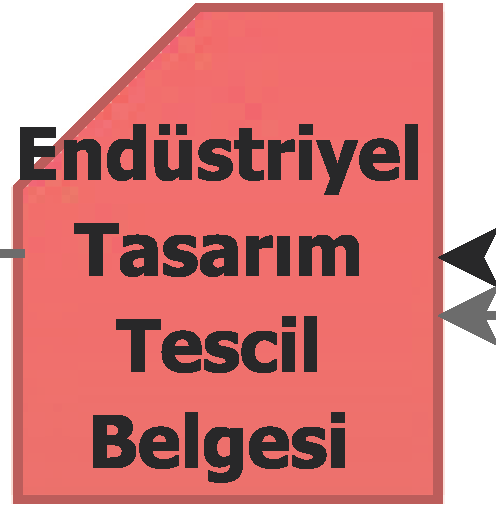 Endüstriyel
Tasarım
Tescil
Belgesi